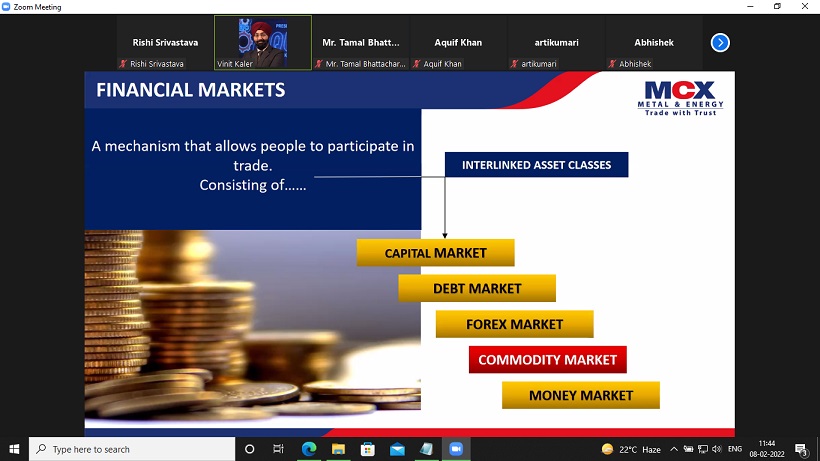 Zoom Meeting
Rishi Srivastava
Mr. Tamal Bhatt...
Aquif Khan
artikumari
Abhishek
Rishi Srivastava
Vinit Kaler
Mr. Tamal Bhattachar...
Aquif Khan
artikumari
Abhishek
FINANCIAL MARKETS
MCX
METAL & ENERGY
Trade with Trust
A mechanism that allows people to participate in
trade.
Consisting of......
INTERLINKED ASSET CLASSES
CAPITAL MARKET
DEBT MARKET
FOREX MARKET
COMMODITY MARKET
MONEY MARKET
Type here to search
22°C Haze
ENG
11:44
08-02-2022
3